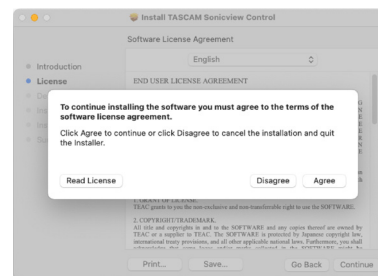 Install TASCAM Sonicview Control
Software License Agreement
English
Introduction
License
END USER LICENSE AGREEMENT
To continue installing the software you must agree to the terms of the
software license agreement.
Click Agree to continue or click Disagree to cancel the installation and quit
the Installer.
Read License
Disagree
Agree
1. GRANT OF LICENSE.
TEAC grants to you the non-exclusive and non-transferable right to use the SOFTWARE.
2. COPYRIGHT/TRADEMARK.
All title and copyrights in and to the SOFTWARE and any copies thereof are owned by
TEAC or a supplier to TEAC. The SOFTWARE is protected by Japanese copyright law,
international treaty provisions, and all other applicable national laws. Furthermore, you shall
Print...
Save...
Go Back
Continue